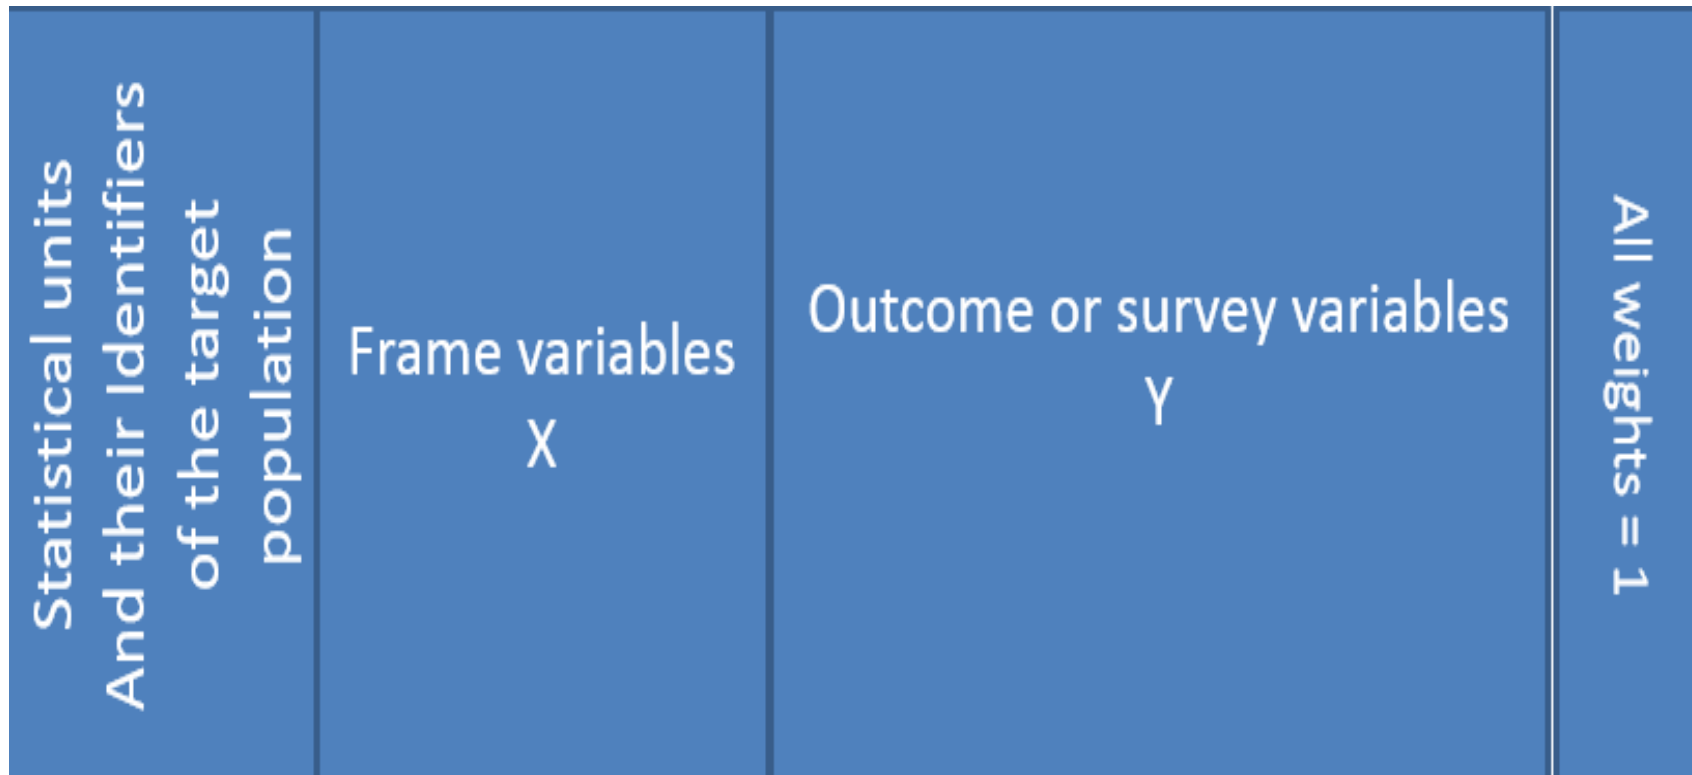 Statistical units
And their Identifiers
of the target
population
Frame variables
X
Outcome or survey variables
Y
All weights = 1